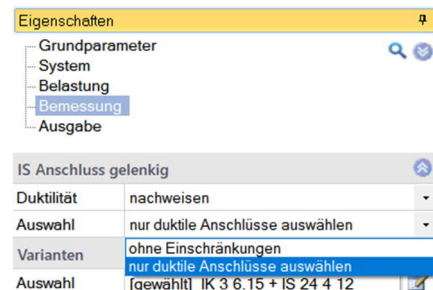 Eigenschaften
Grundparameter
System
Belastung
Bemessung
Ausgabe
IS Anschluss gelenkig
Duktilität nachweisen
Auswahl nur duktile Anschlüsse auswählen
Varianten ohne Einschränkungen
nur duktile Anschlüsse auswählen
Auswahl [gewählt] IK 3 6.15 + IS 24 4 12